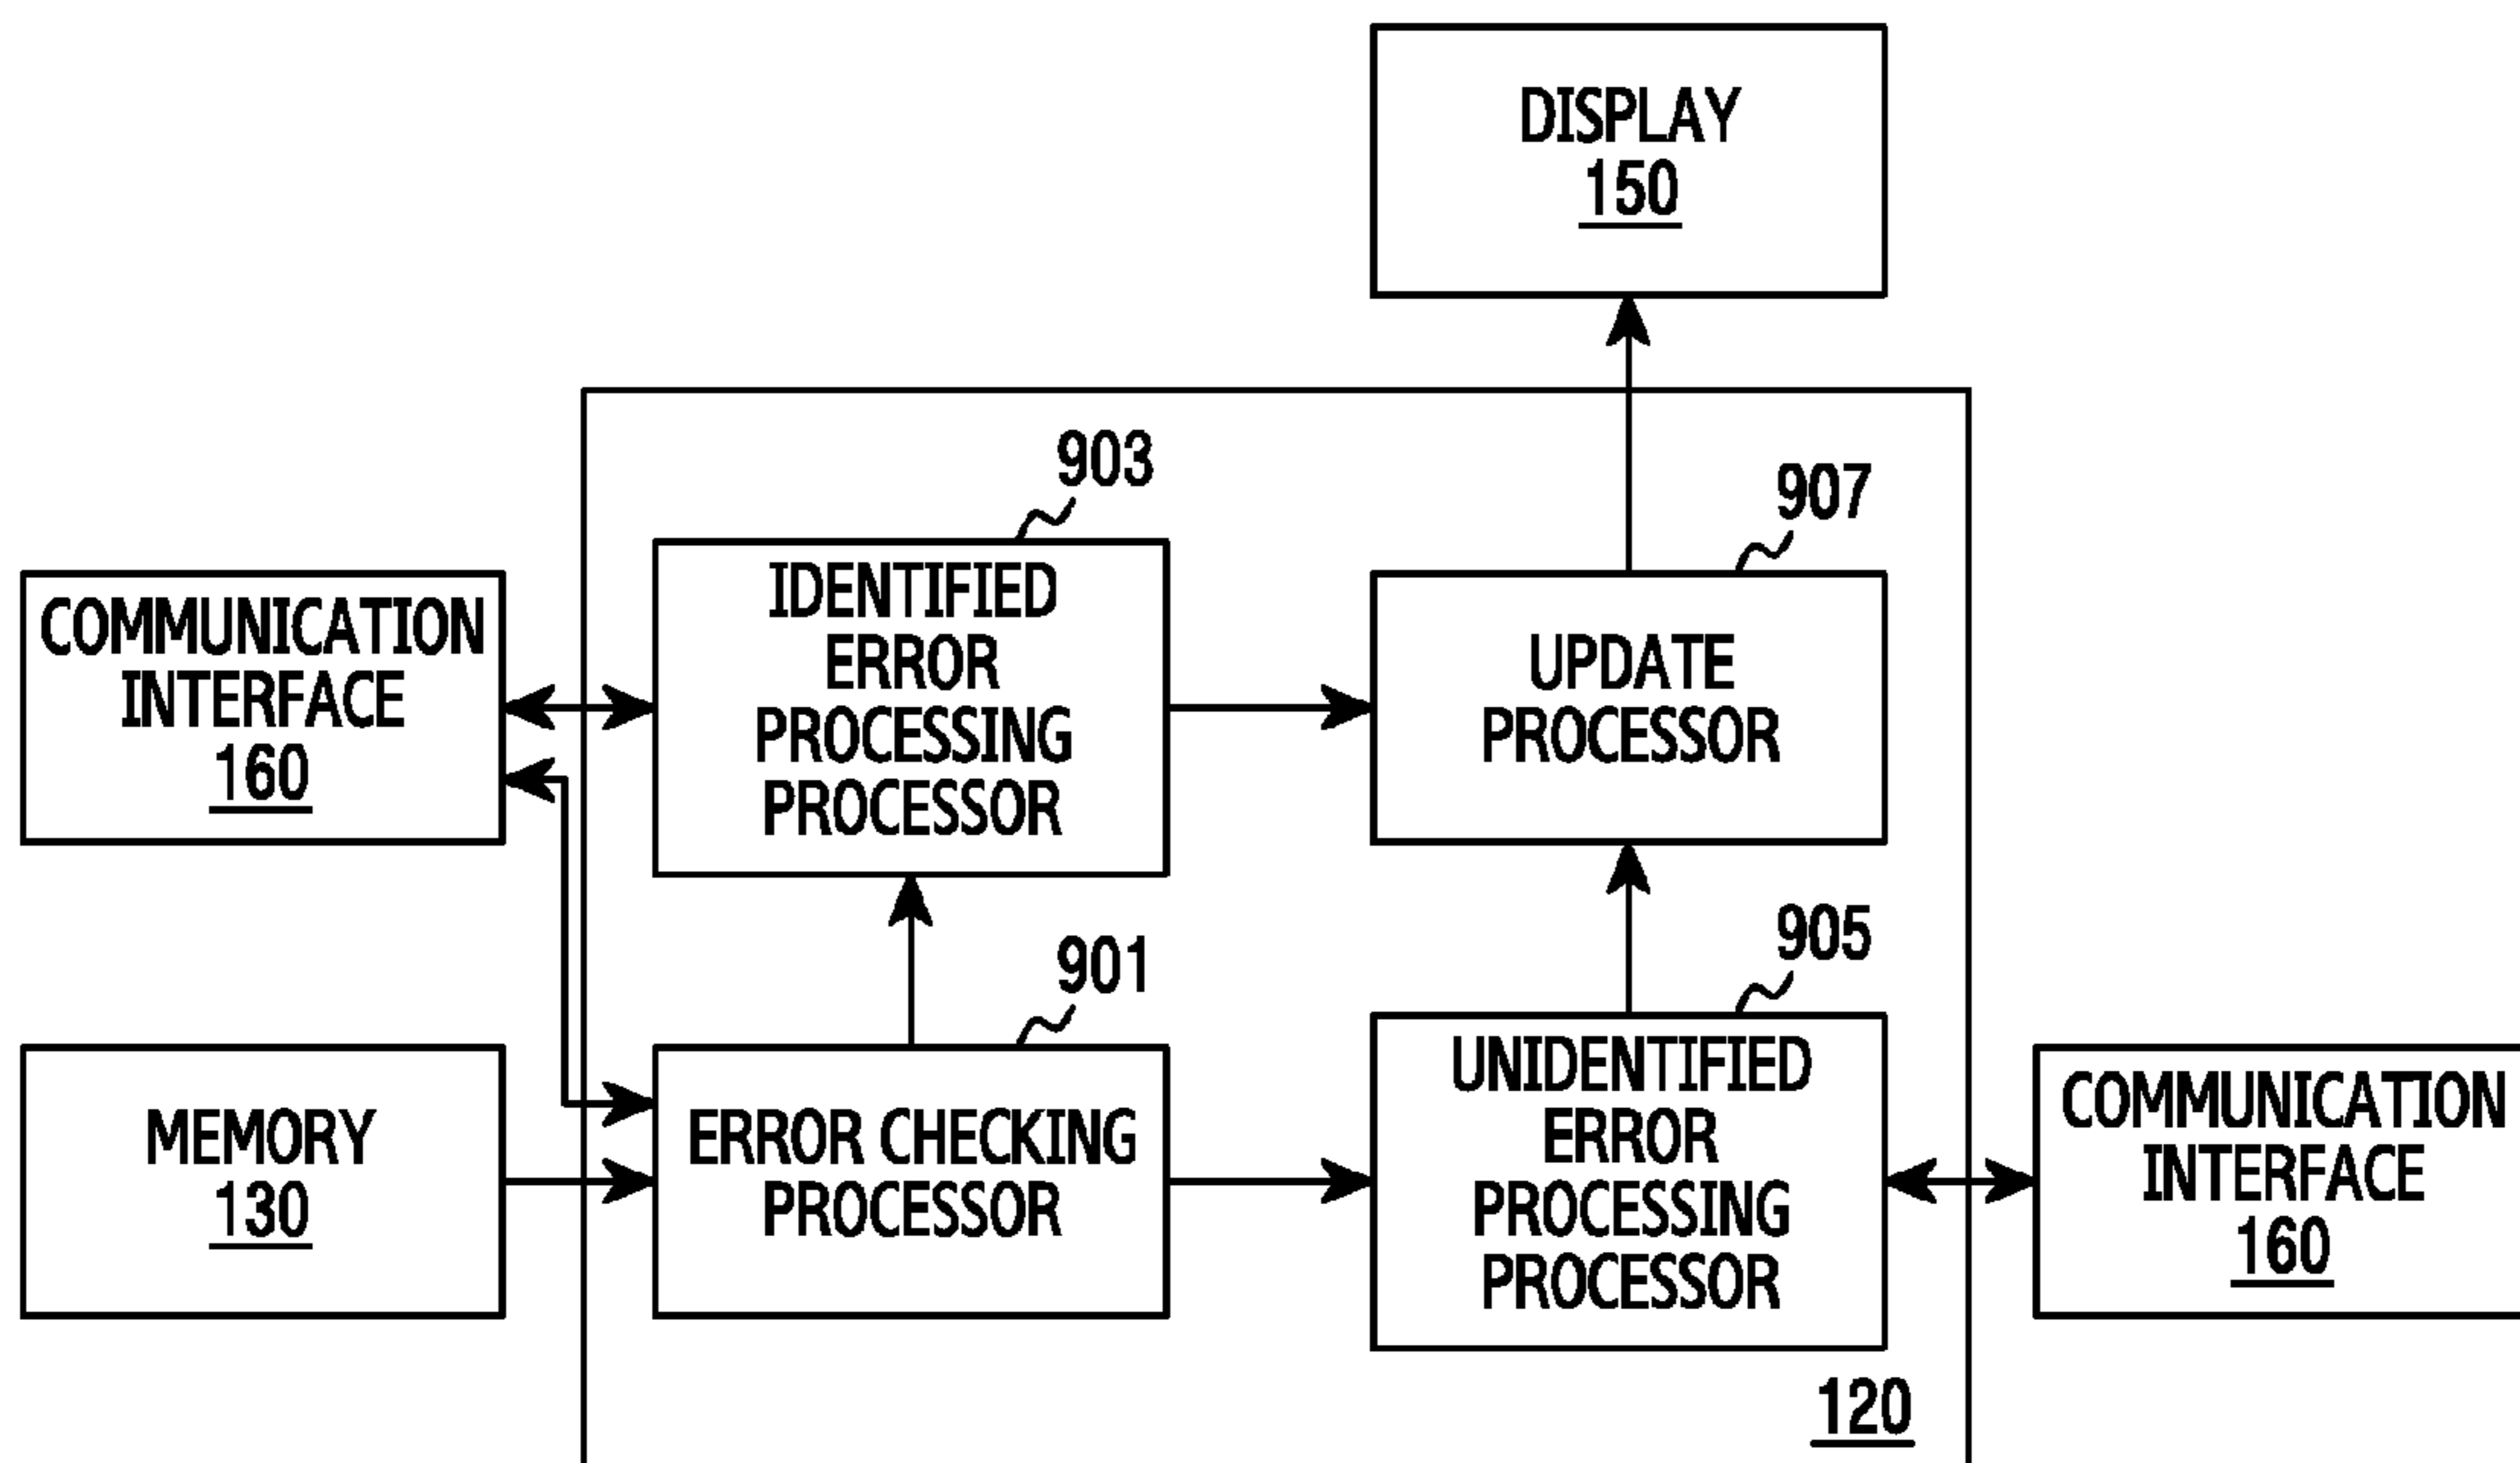 DISPLAY
150
903
907
COMMUNICATION
INTERFACE
160
IDENTIFIED
ERROR
PROCESSING
PROCESSOR
UPDATE
PROCESSOR
901
905
MEMORY
130
ERROR CHECKING
PROCESSOR
UNIDENTIFIED
ERROR
PROCESSING
PROCESSOR
COMMUNICATION
INTERFACE
160
120